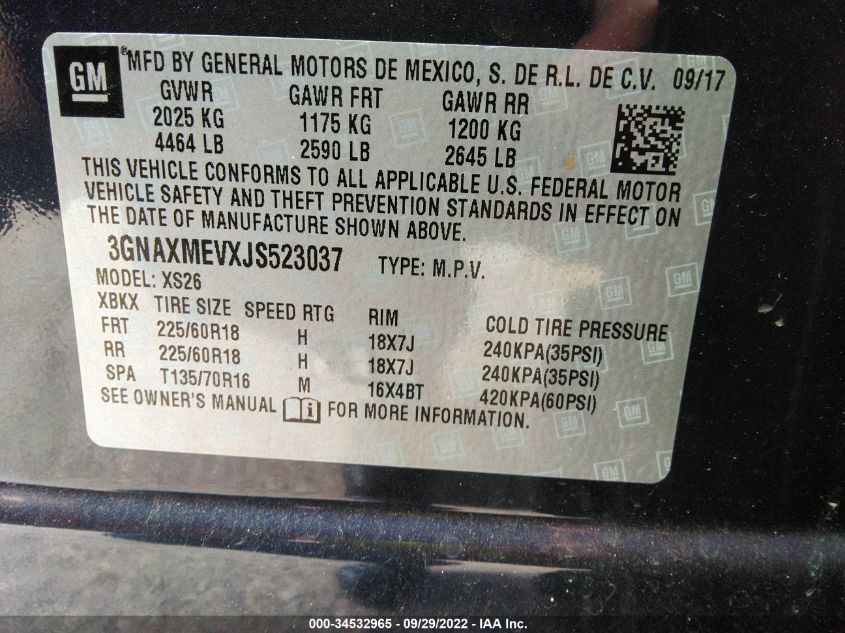 GM
®MFD BY GENERAL MOTORS DE MEXICO, S. DE R.L. DE C.V. 09/17
GVWR GAWR FRT GAWR RR
2025 KG 1175 KG 1200 KG
4464 LB 2590 LB 2645 LB
THIS VEHICLE CONFORMS TO ALL APPLICABLE U.S. FEDERAL MOTOR
VEHICLE SAFETY AND THEFT PREVENTION STANDARDS IN EFFECT ON
THE DATE OF MANUFACTURE SHOWN ABOVE.
3GNAXMEVXJS523037 TYPE: M.P.V.
MODEL: XS26
XBKX TIRE SIZE SPEED RTG RIM COLD TIRE PRESSURE
FRT 225/60R18 H 18X7J 240KPA(35PSI)
RR 225/60R18 H 18X7J 240KPA(35PSI)
SPA T135/70R16 M 16X4BT 420KPA(60PSI)
SEE OWNER'S MANUAL i FOR MORE INFORMATION.
000-34532965 - 09/29/2022 - IAA Inc.